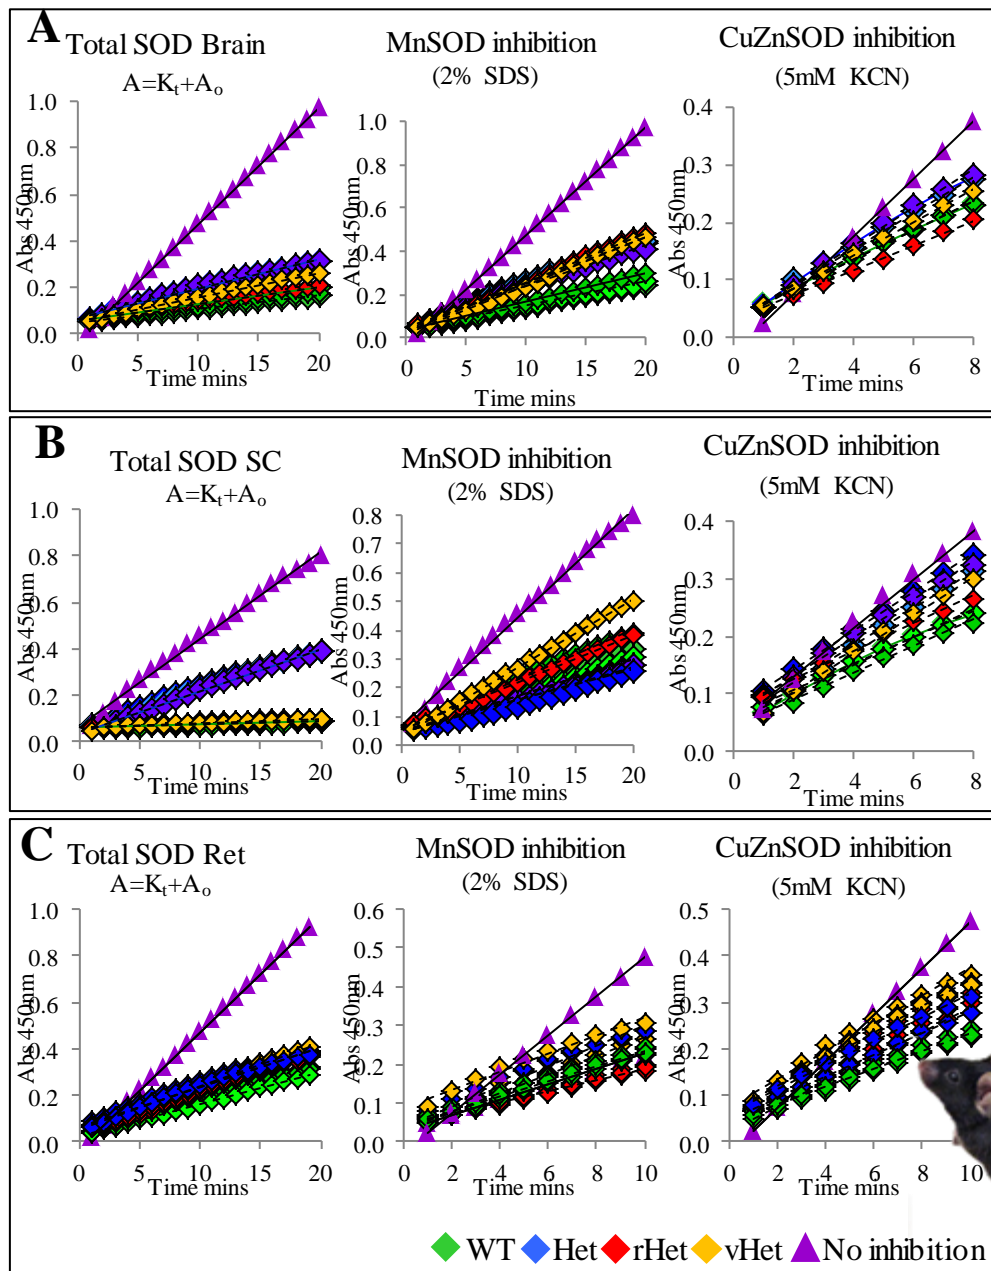 A
Total SOD Brain
A=Kt+Ao
MnSOD inhibition
(2% SDS)
CuZnSOD inhibition
(5mM KCN)
Abs 450nm
1.0
0.8
0.6
0.4
0.2
0.0
0 5 10 15 20
Time mins
Abs 450nm
1.0
0.8
0.6
0.4
0.2
0.0
0 5 10 15 20
Time mins
Abs 450nm
0.4
0.3
0.2
0.1
0.0
0 2 4 6 8
Time mins
B
Total SOD SC
A=Kt+Ao
MnSOD inhibition
(2% SDS)
CuZnSOD inhibition
(5mM KCN)
Abs 450nm
1.0
0.8
0.6
0.4
0.2
0.0
0 5 10 15 20
Time mins
Abs 450nm
0.8
0.7
0.6
0.5
0.4
0.3
0.2
0.1
0.0
0 5 10 15 20
Time mins
Abs 450nm
0.4
0.3
0.2
0.1
0.0
0 2 4 6 8
Time mins
C
Total SOD Ret
A=Kt+Ao
MnSOD inhibition
(2% SDS)
CuZnSOD inhibition
(5mM KCN)
Abs 450nm
1.0
0.8
0.6
0.4
0.2
0.0
0 5 10 15 20
Time mins
Abs 450nm
0.6
0.5
0.4
0.3
0.2
0.1
0.0
0 2 4 6 8 10
Time mins
Abs 450nm
0.5
0.4
0.3
0.2
0.1
0.0
0 2 4 6 8 10
Time mins
WT Het rHet vHet No inhibition